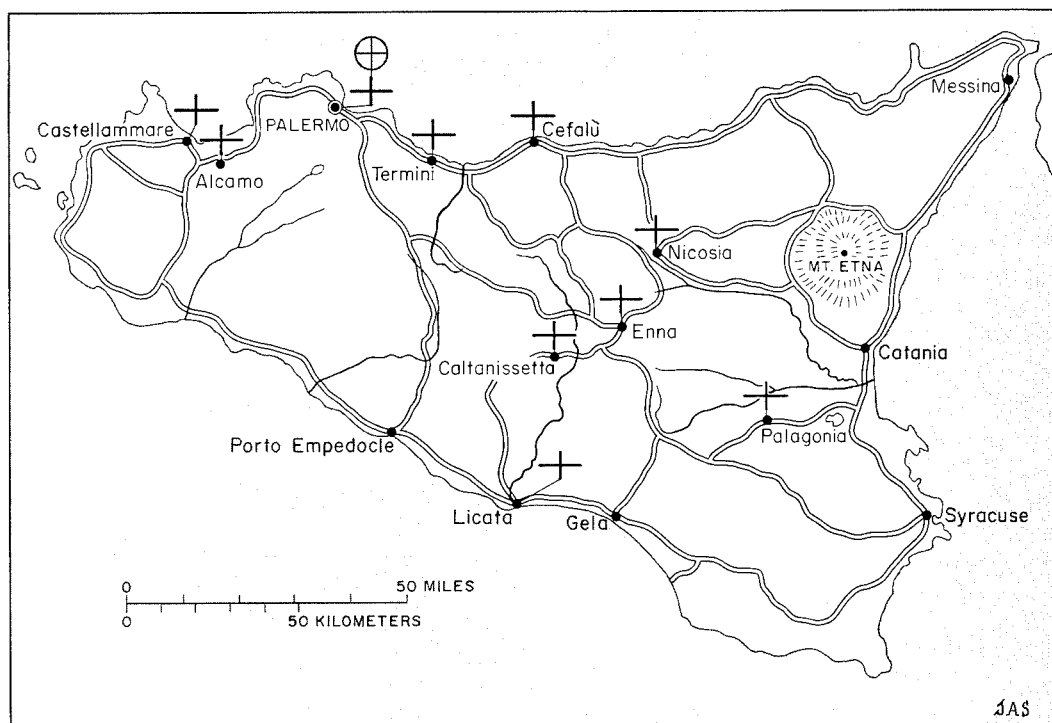 Messina
Castellammare
PALERMO
Cefalù
Alcamo
Termini
Nicosia
MT. ETNA
Enna
Caltanissetta
Catania
Palagonia
Porto Empedocle
Licata
Gela
Syracuse
0 50 MILES
0 50 KILOMETERS
JAS